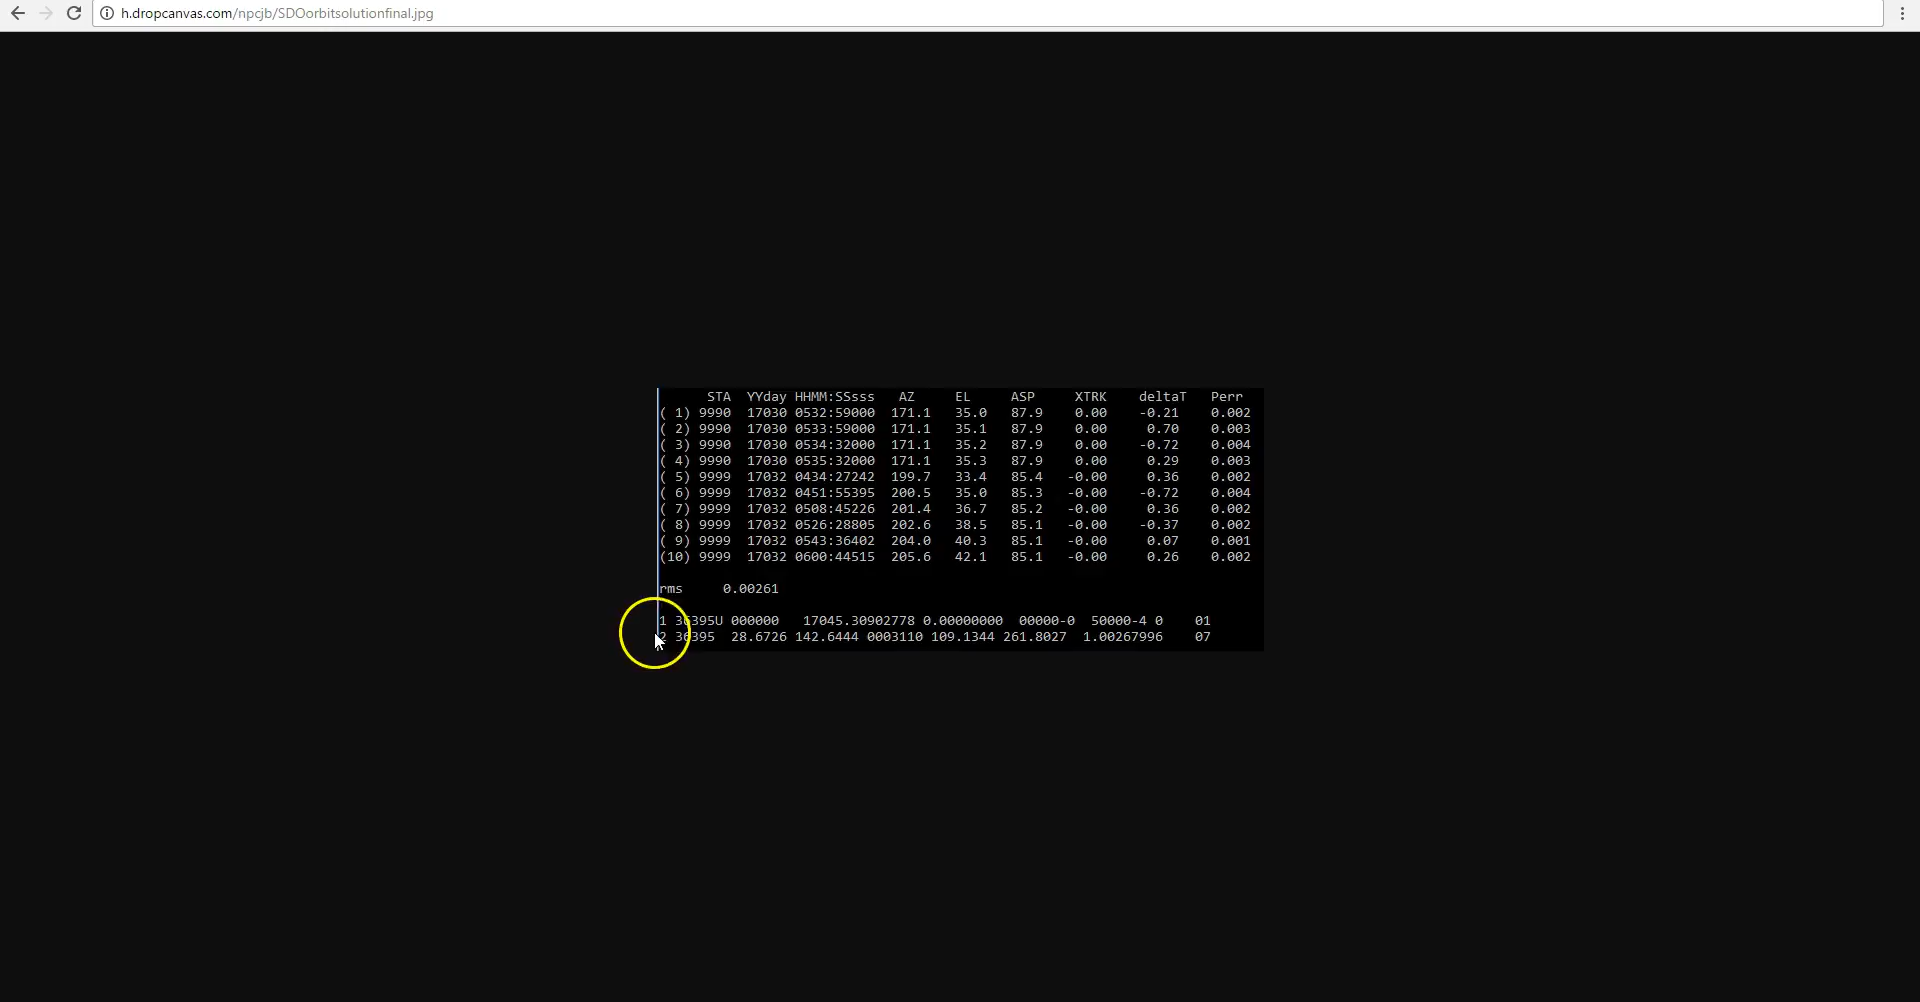 h.dropcanvas.com/npcjb/SDOorbitsolutionfinal.jpg
STA YYday HHMM:SSsss AZ EL ASP XTRK deltaT Perr
( 1) 9990 17030 0532:59000 171.1 35.0 87.9 0.00 -0.21 0.002
( 2) 9990 17030 0533:59000 171.1 35.1 87.9 0.00 0.70 0.003
( 3) 9990 17030 0534:32000 171.1 35.2 87.9 0.00 -0.72 0.004
( 4) 9990 17030 0535:32000 171.1 35.3 87.9 0.00 0.29 0.003
( 5) 9999 17032 0434:27242 199.7 33.4 85.4 -0.00 0.36 0.002
( 6) 9999 17032 0451:55395 200.5 35.0 85.3 -0.00 -0.72 0.004
( 7) 9999 17032 0508:45226 201.4 36.7 85.2 -0.00 0.36 0.002
( 8) 9999 17032 0526:28805 202.6 38.5 85.1 -0.00 -0.37 0.002
( 9) 9999 17032 0543:36402 204.0 40.3 85.1 -0.00 0.07 0.001
(10) 9999 17032 0600:44515 205.6 42.1 85.1 -0.00 0.26 0.002
rms 0.00261
1 36395U 000000 17045.30902778 0.00000000 00000-0 50000-4 0 01
2 36395 28.6726 142.6444 0003110 109.1344 261.8027 1.00267996 07